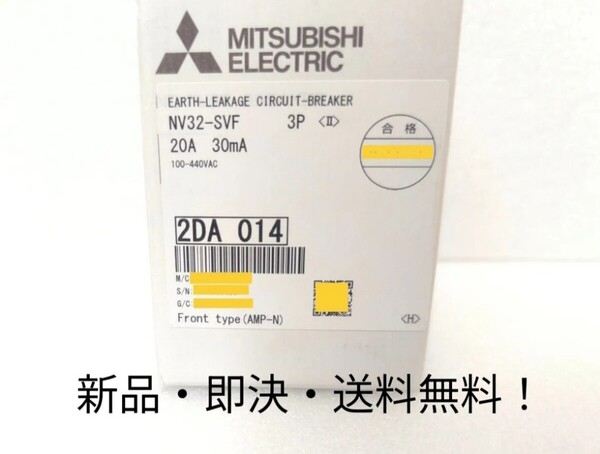 MITSUBISHI
ELECTRIC
EARTH-LEAKAGE CIRCUIT-BREAKER
NV32-SVF 3P <II>
合格
20A 30mA
100-440VAC
2DA 014
M/C:
S/N:
G/C:
Front type(AMP-N)
<H>
新品・即決・送料無料！